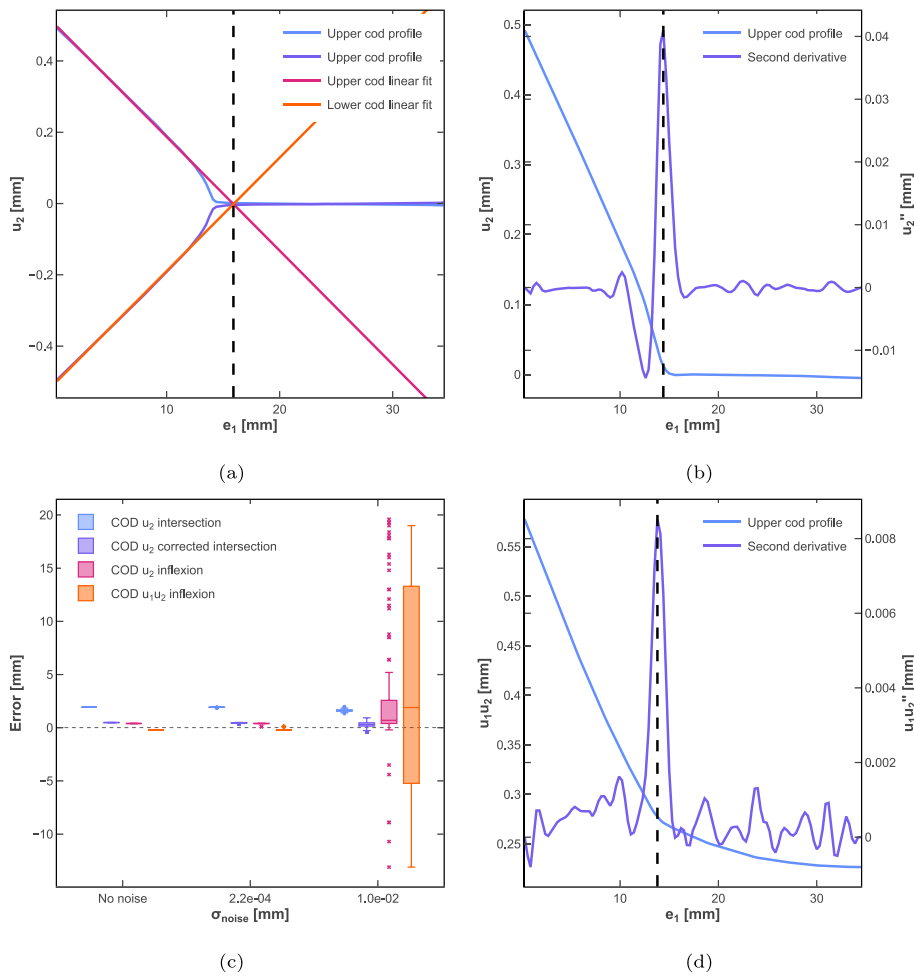 Upper cod profile
Upper cod profile
Upper cod linear fit
Lower cod linear fit
0.4
0.2
0
−0.2
−0.4
u₂ [mm]
10
20
30
e₁ [mm]
(a)
Upper cod profile
Second derivative
0.5
0.4
0.3
0.2
0.1
0
u₂ [mm]
0.04
0.03
0.02
0.01
0
−0.01
u₂'' [mm]
10
20
30
e₁ [mm]
(b)
COD u₂ intersection
COD u₂ corrected intersection
COD u₂ inflexion
COD u₁u₂ inflexion
20
15
10
5
0
−5
−10
Error [mm]
No noise
2.2e−04
1.0e−02
σnoise [mm]
(c)
Upper cod profile
Second derivative
0.55
0.5
0.45
0.4
0.35
0.3
0.25
u₁u₂ [mm]
0.008
0.006
0.004
0.002
0
u₁u₂'' [mm]
10
20
30
e₁ [mm]
(d)